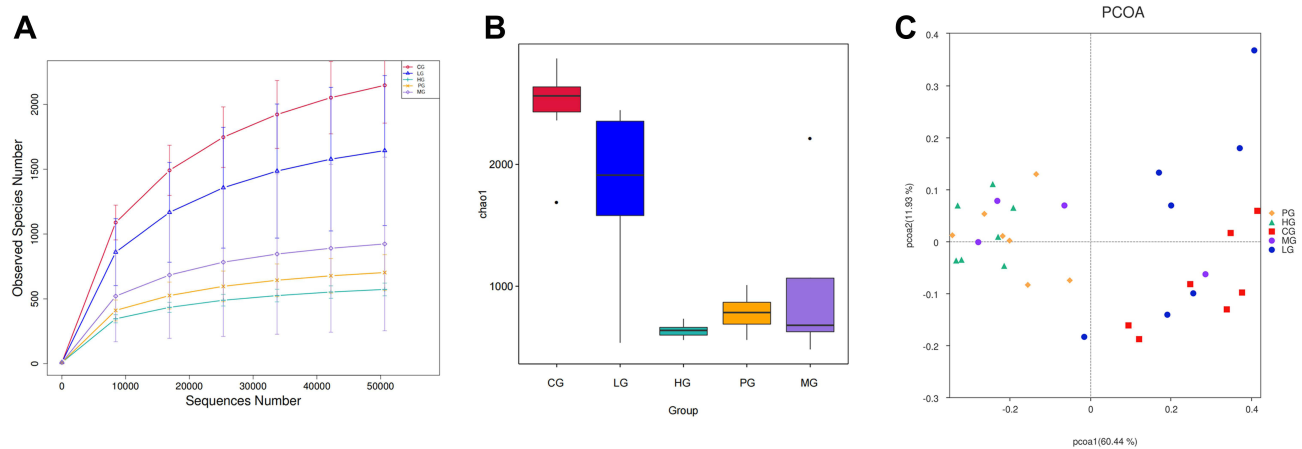 A
Observed Species Number
2000
1500
1000
500
0
CG
LG
HG
PG
MG
0
10000
20000
30000
40000
50000
Sequences Number
B
chao1
2000
1000
CG
LG
HG
PG
MG
Group
C
PCOA
pcoa2(11.93 %)
0.4
0.3
0.2
0.1
0
-0.1
-0.2
-0.3
-0.2
0
0.2
0.4
pcoa1(60.44 %)
PG
HG
CG
MG
LG